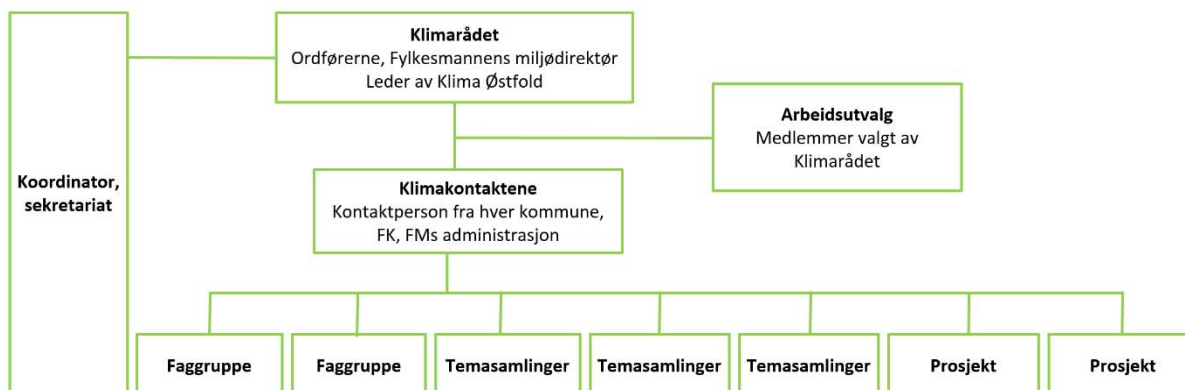 Klimarådet
Ordførerne, Fylkesmannens miljødirektør
Leder av Klima Østfold
Arbeidsutvalg
Medlemmer valgt av
Klimarådet
Koordinator,
sekretariat
Klimakontaktene
Kontaktperson fra hver kommune,
FK, FMs administrasjon
Faggruppe
Faggruppe
Temasamlinger
Temasamlinger
Temasamlinger
Prosjekt
Prosjekt